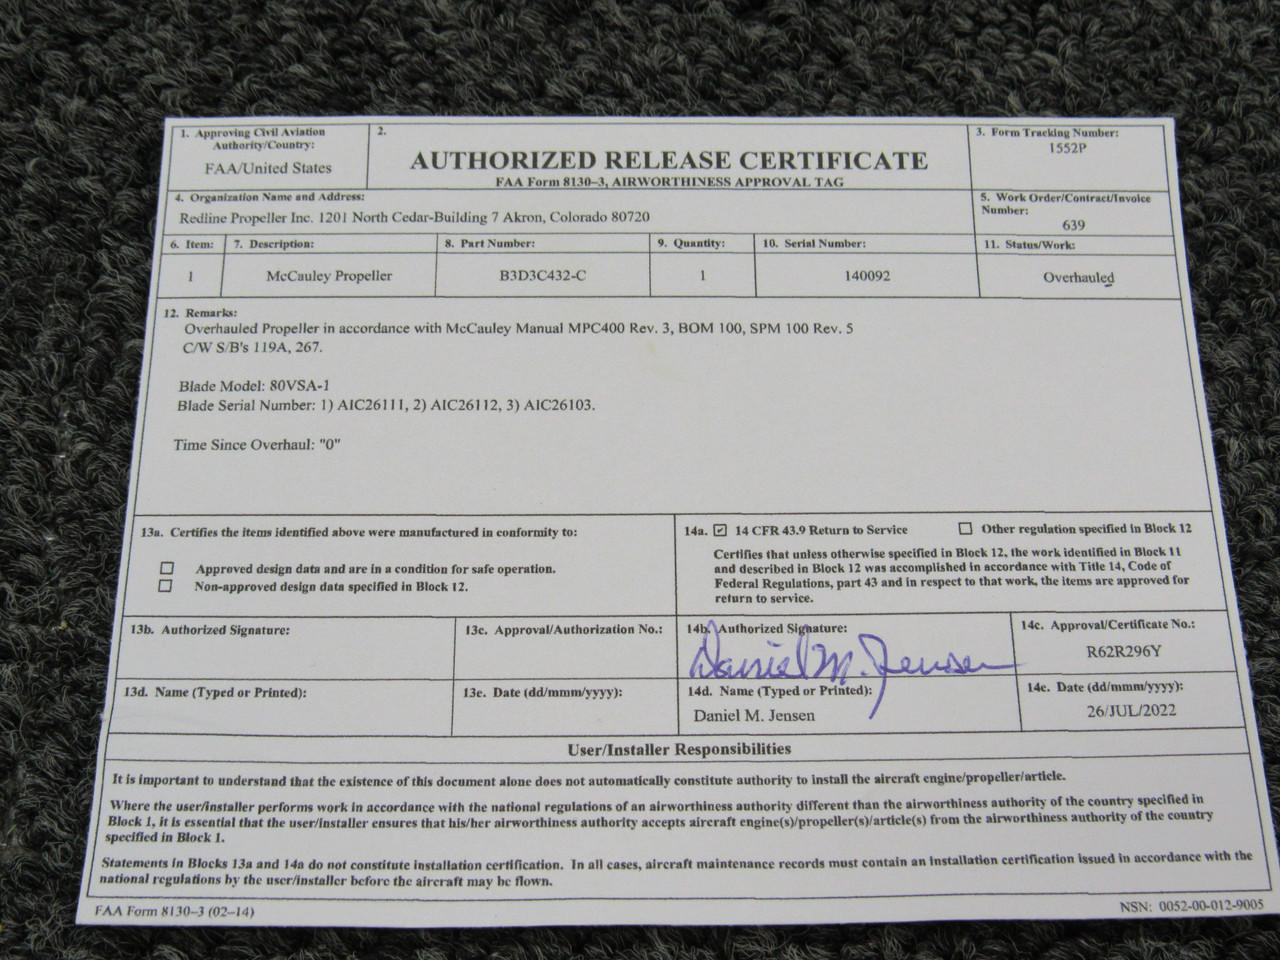 1. Approving Civil Aviation
Authority/Country:
FAA/United States
2.
AUTHORIZED RELEASE CERTIFICATE
FAA Form 8130–3, AIRWORTHINESS APPROVAL TAG
3. Form Tracking Number:
1552P
4. Organization Name and Address:
Redline Propeller Inc. 1201 North Cedar-Building 7 Akron, Colorado 80720
5. Work Order/Contract/Invoice
Number:
639
6. Item:
7. Description:
8. Part Number:
9. Quantity:
10. Serial Number:
11. Status/Work:
1
McCauley Propeller
B3D3C432-C
1
140092
Overhauled
12. Remarks:
Overhauled Propeller in accordance with McCauley Manual MPC400 Rev. 3, BOM 100, SPM 100 Rev. 5
C/W S/B's 119A, 267.
Blade Model: 80VSA-1
Blade Serial Number: 1) AIC26111, 2) AIC26112, 3) AIC26103.
Time Since Overhaul: "0"
13a. Certifies the items identified above were manufactured in conformity to:
Approved design data and are in a condition for safe operation.
Non-approved design data specified in Block 12.
14a. 14 CFR 43.9 Return to Service
Other regulation specified in Block 12
Certifies that unless otherwise specified in Block 12, the work identified in Block 11
and described in Block 12 was accomplished in accordance with Title 14, Code of
Federal Regulations, part 43 and in respect to that work, the items are approved for
return to service.
13b. Authorized Signature:
13c. Approval/Authorization No.:
14b. Authorized Signature:
Daniel M. Jensen
14c. Approval/Certificate No.:
R62R296Y
13d. Name (Typed or Printed):
13e. Date (dd/mmm/yyyy):
14d. Name (Typed or Printed):
Daniel M. Jensen
14e. Date (dd/mmm/yyyy):
26/JUL/2022
User/Installer Responsibilities
It is important to understand that the existence of this document alone does not automatically constitute authority to install the aircraft engine/propeller/article.
Where the user/installer performs work in accordance with the national regulations of an airworthiness authority different than the airworthiness authority of the country specified in
Block 1, it is essential that the user/installer ensures that his/her airworthiness authority accepts aircraft engine(s)/propeller(s)/article(s) from the airworthiness authority of the country
specified in Block 1.
Statements in Blocks 13a and 14a do not constitute installation certification. In all cases, aircraft maintenance records must contain an installation certification issued in accordance with the
national regulations by the user/installer before the aircraft may be flown.
FAA Form 8130–3 (02–14)
NSN: 0052-00-012-9005